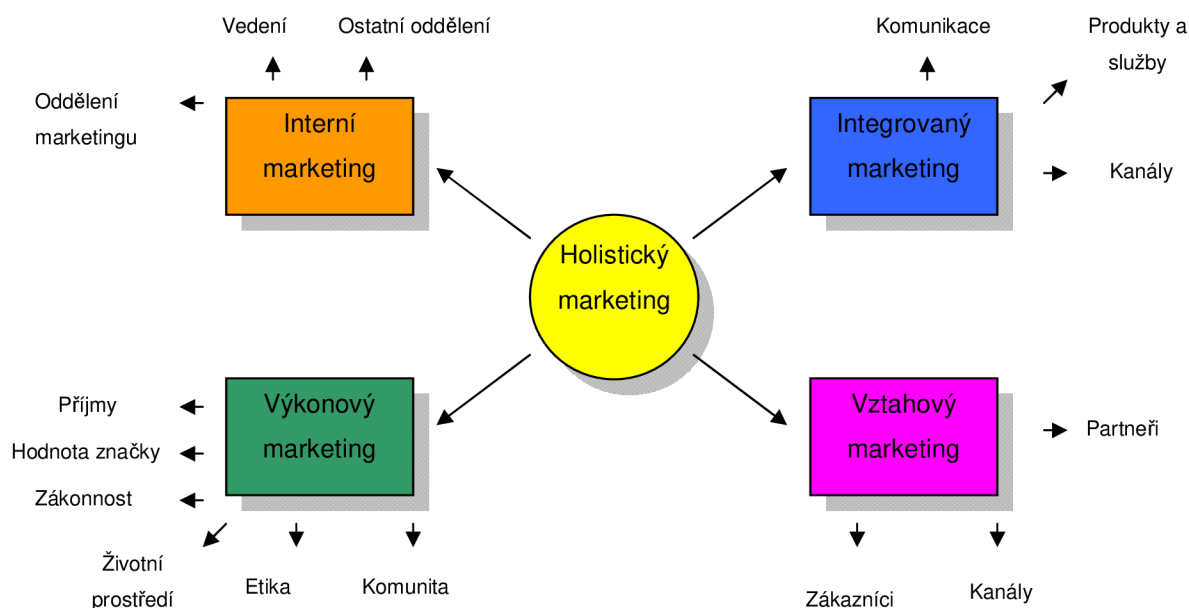 Vedení
Ostatní oddělení
Oddělení
marketingu
Interní
marketing
Komunikace
Produkty a
služby
Integrovaný
marketing
Kanály
Holistický
marketing
Příjmy
Hodnota značky
Zákonnost
Výkonový
marketing
Životní
prostředí
Etika
Komunita
Vztahový
marketing
Partneři
Zákazníci
Kanály